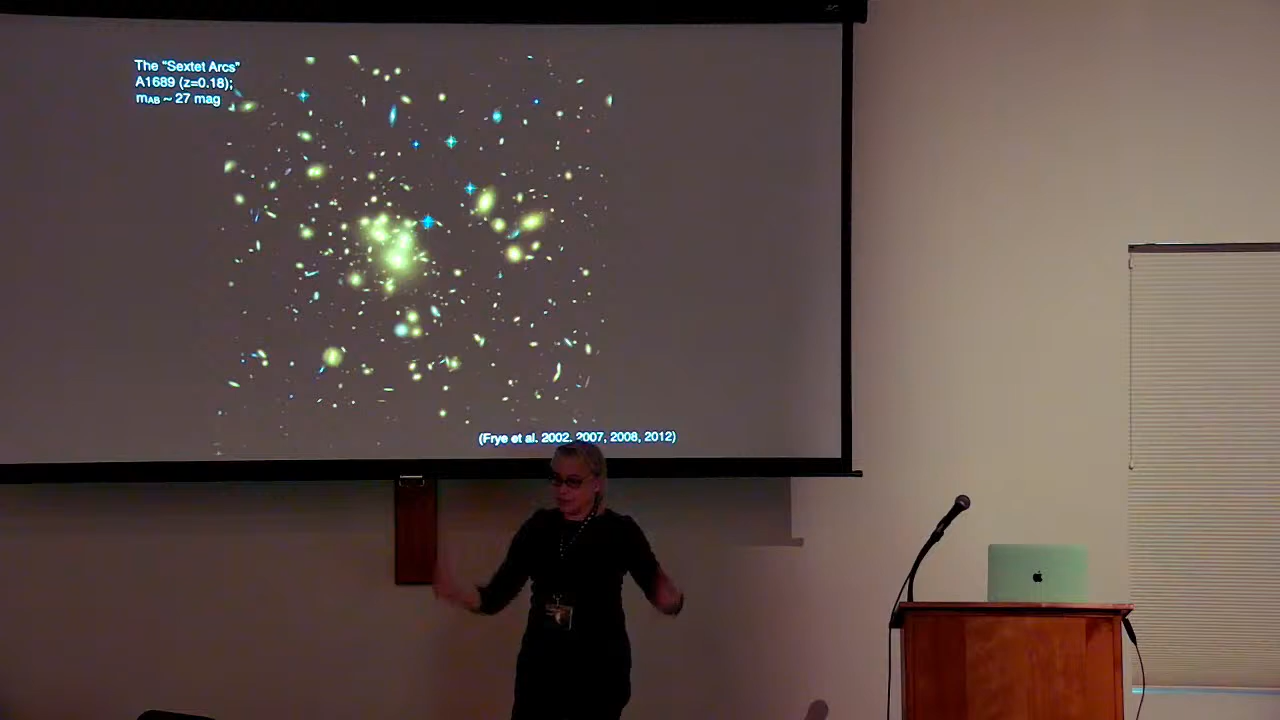 The "Sextet Arcs"
A1689 (z=0.18);
mAB ~ 27 mag
(Frye et al. 2002, 2007, 2008, 2012)